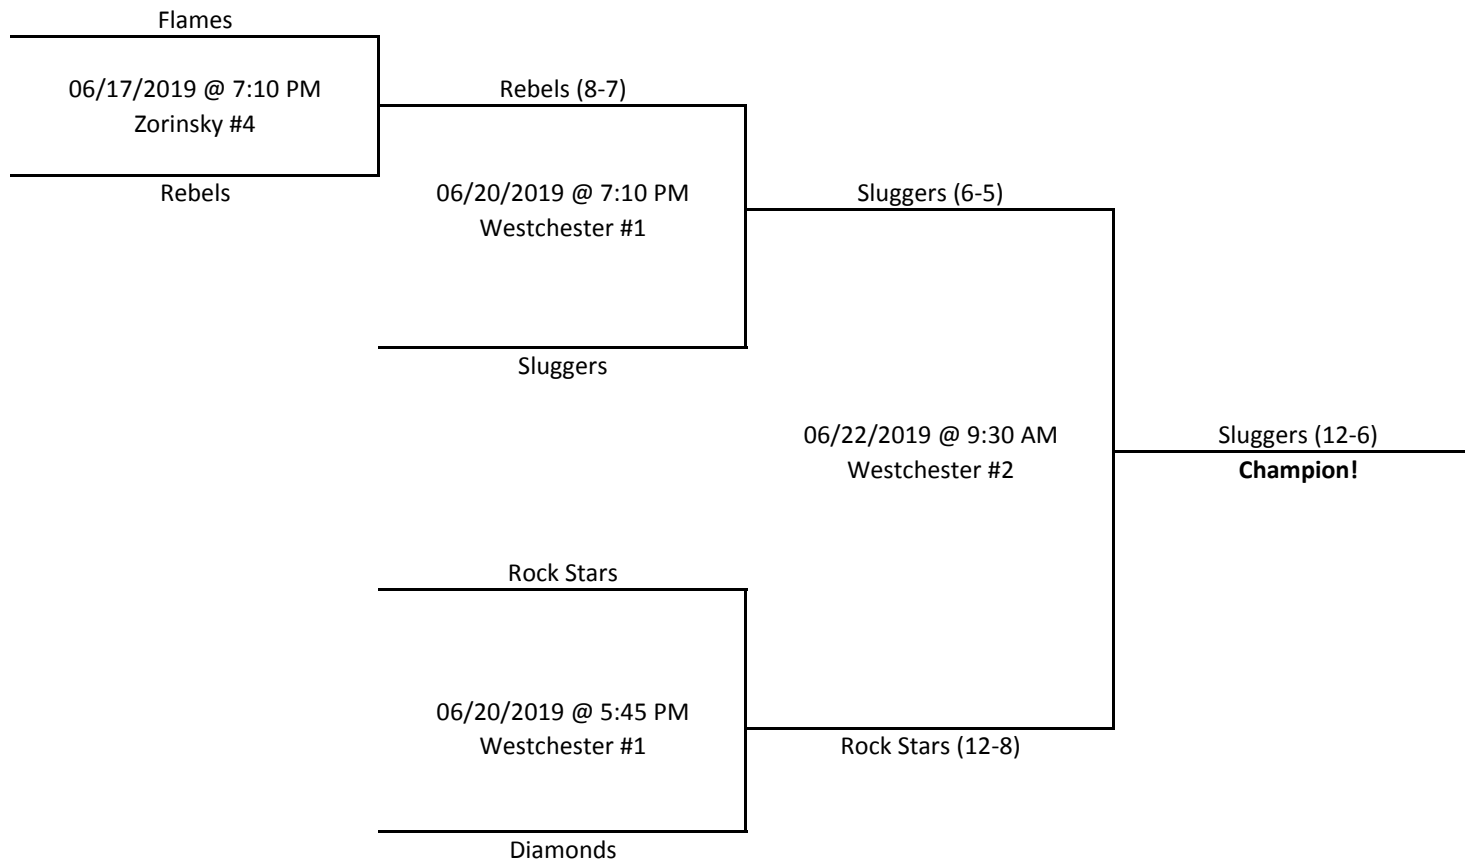 Flames
06/17/2019 @ 7:10 PM
Zorinsky #4
Rebels
Rebels (8-7)
06/20/2019 @ 7:10 PM
Westchester #1
Sluggers
Sluggers (6-5)
06/22/2019 @ 9:30 AM
Westchester #2
Sluggers (12-6)
Champion!
Rock Stars
06/20/2019 @ 5:45 PM
Westchester #1
Diamonds
Rock Stars (12-8)